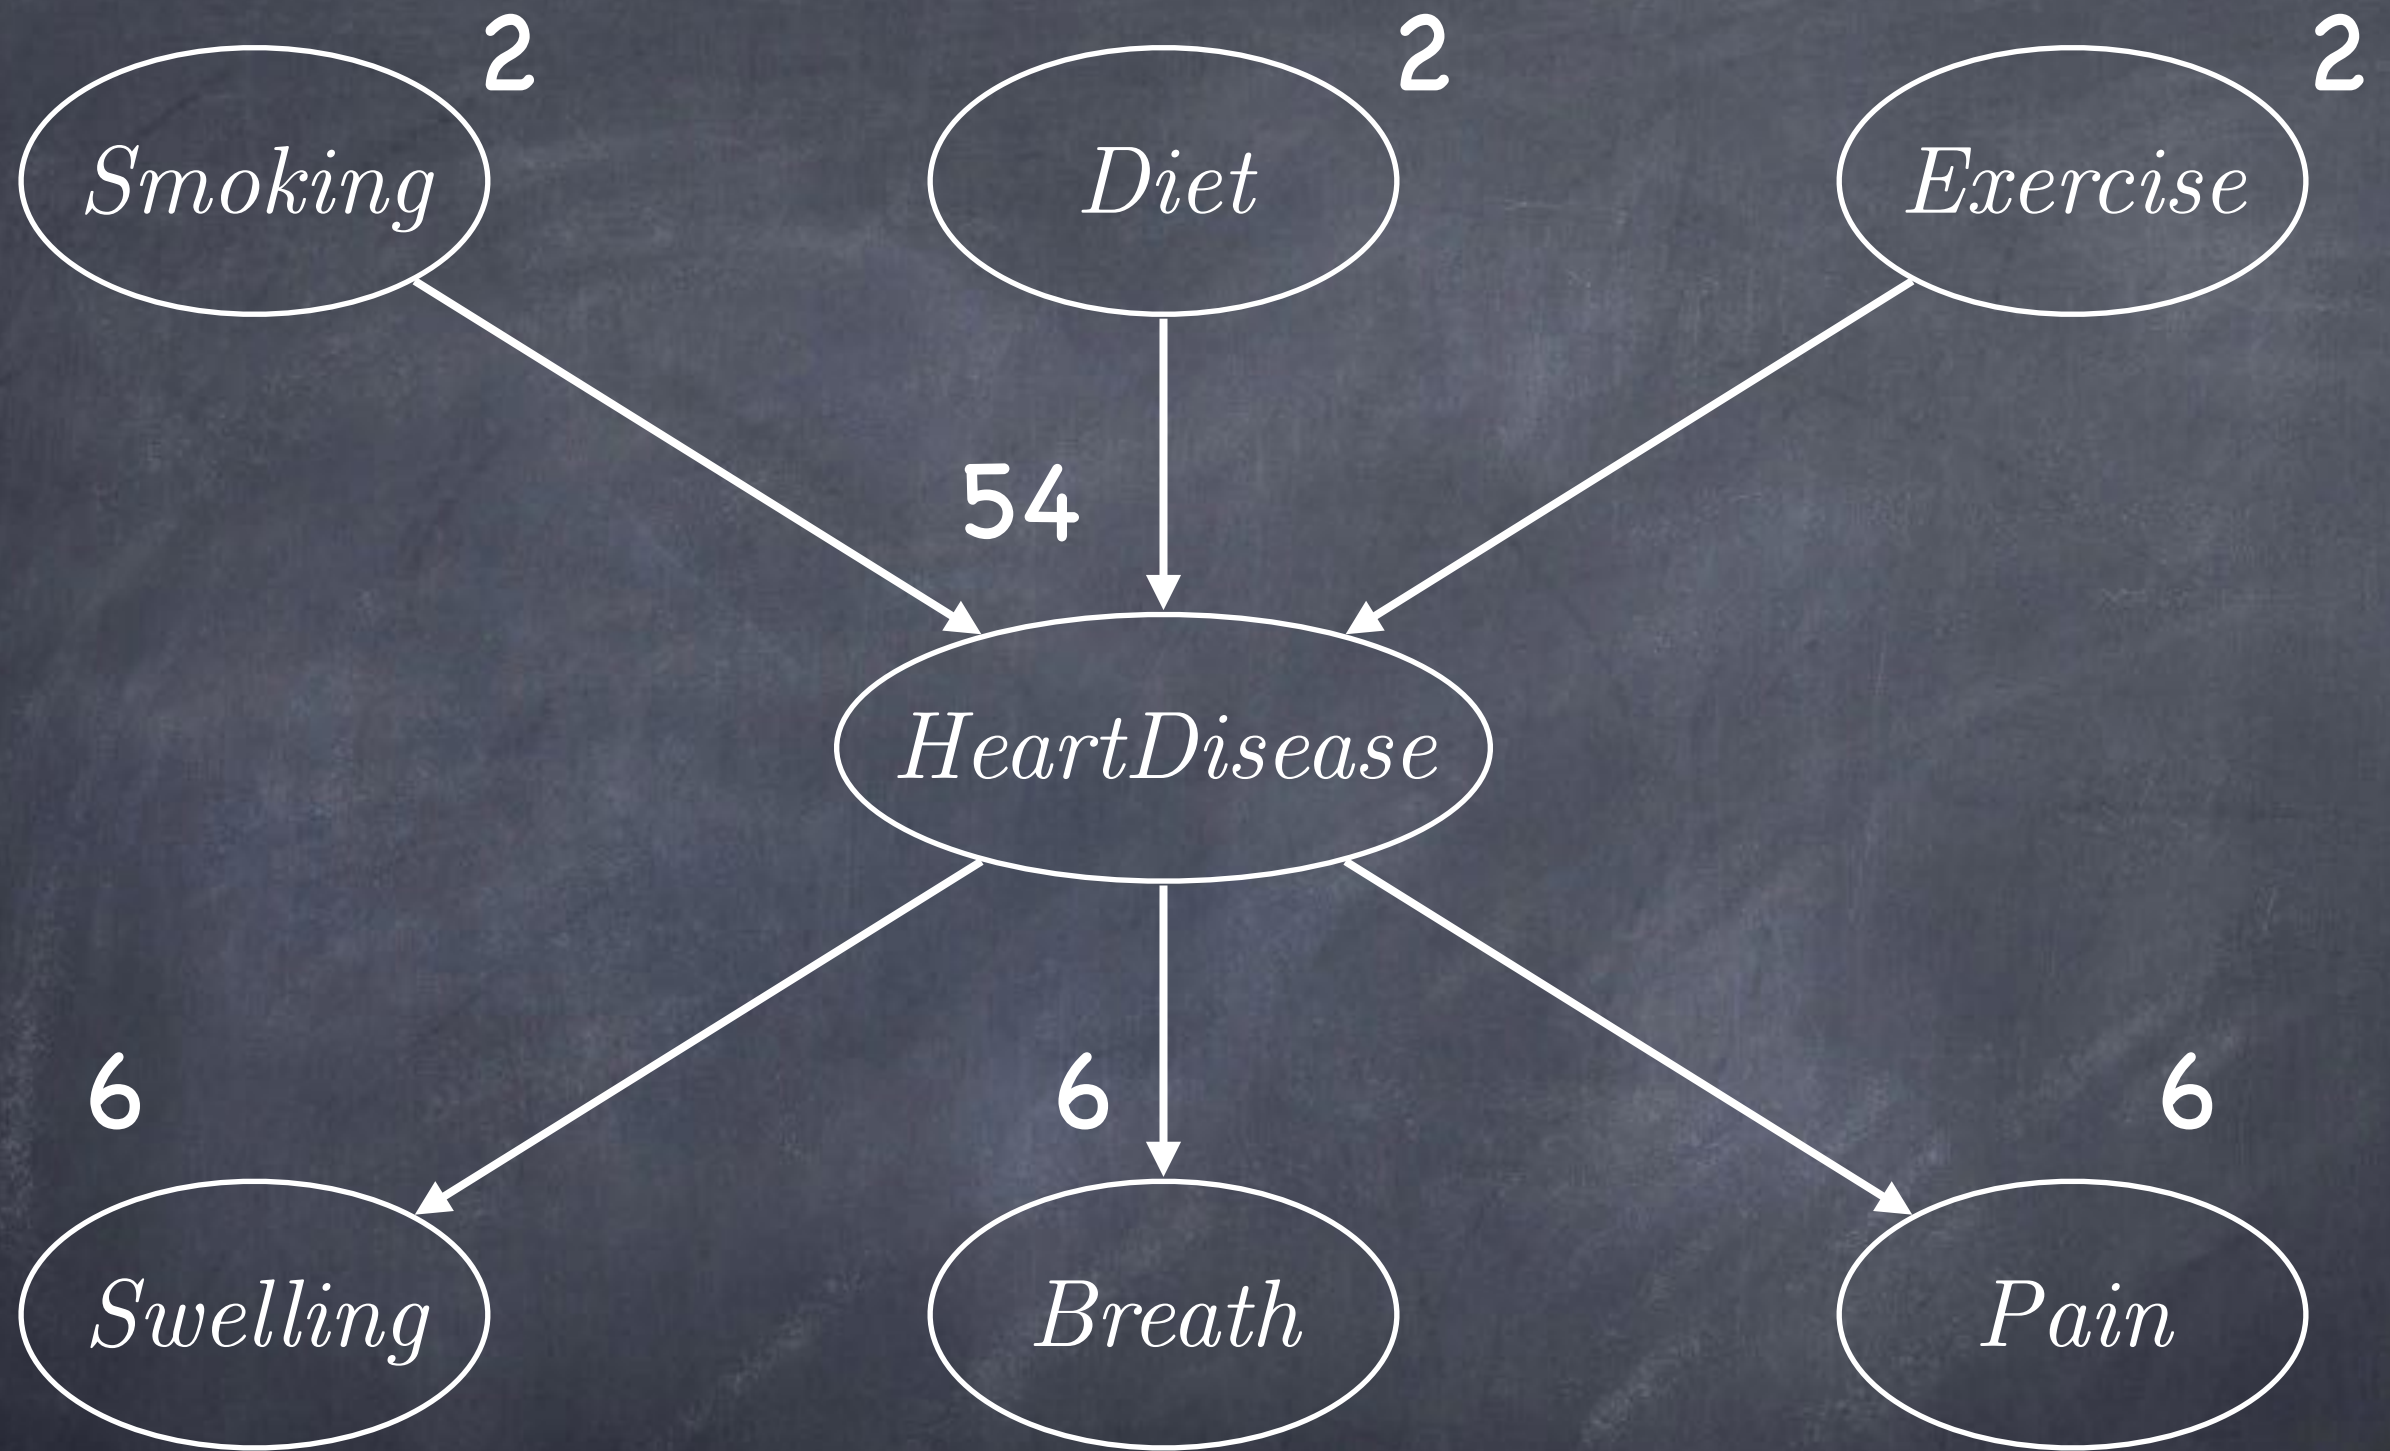 2
2
2
Smoking
Diet
Exercise
54
HeartDisease
6
6
6
Swelling
Breath
Pain